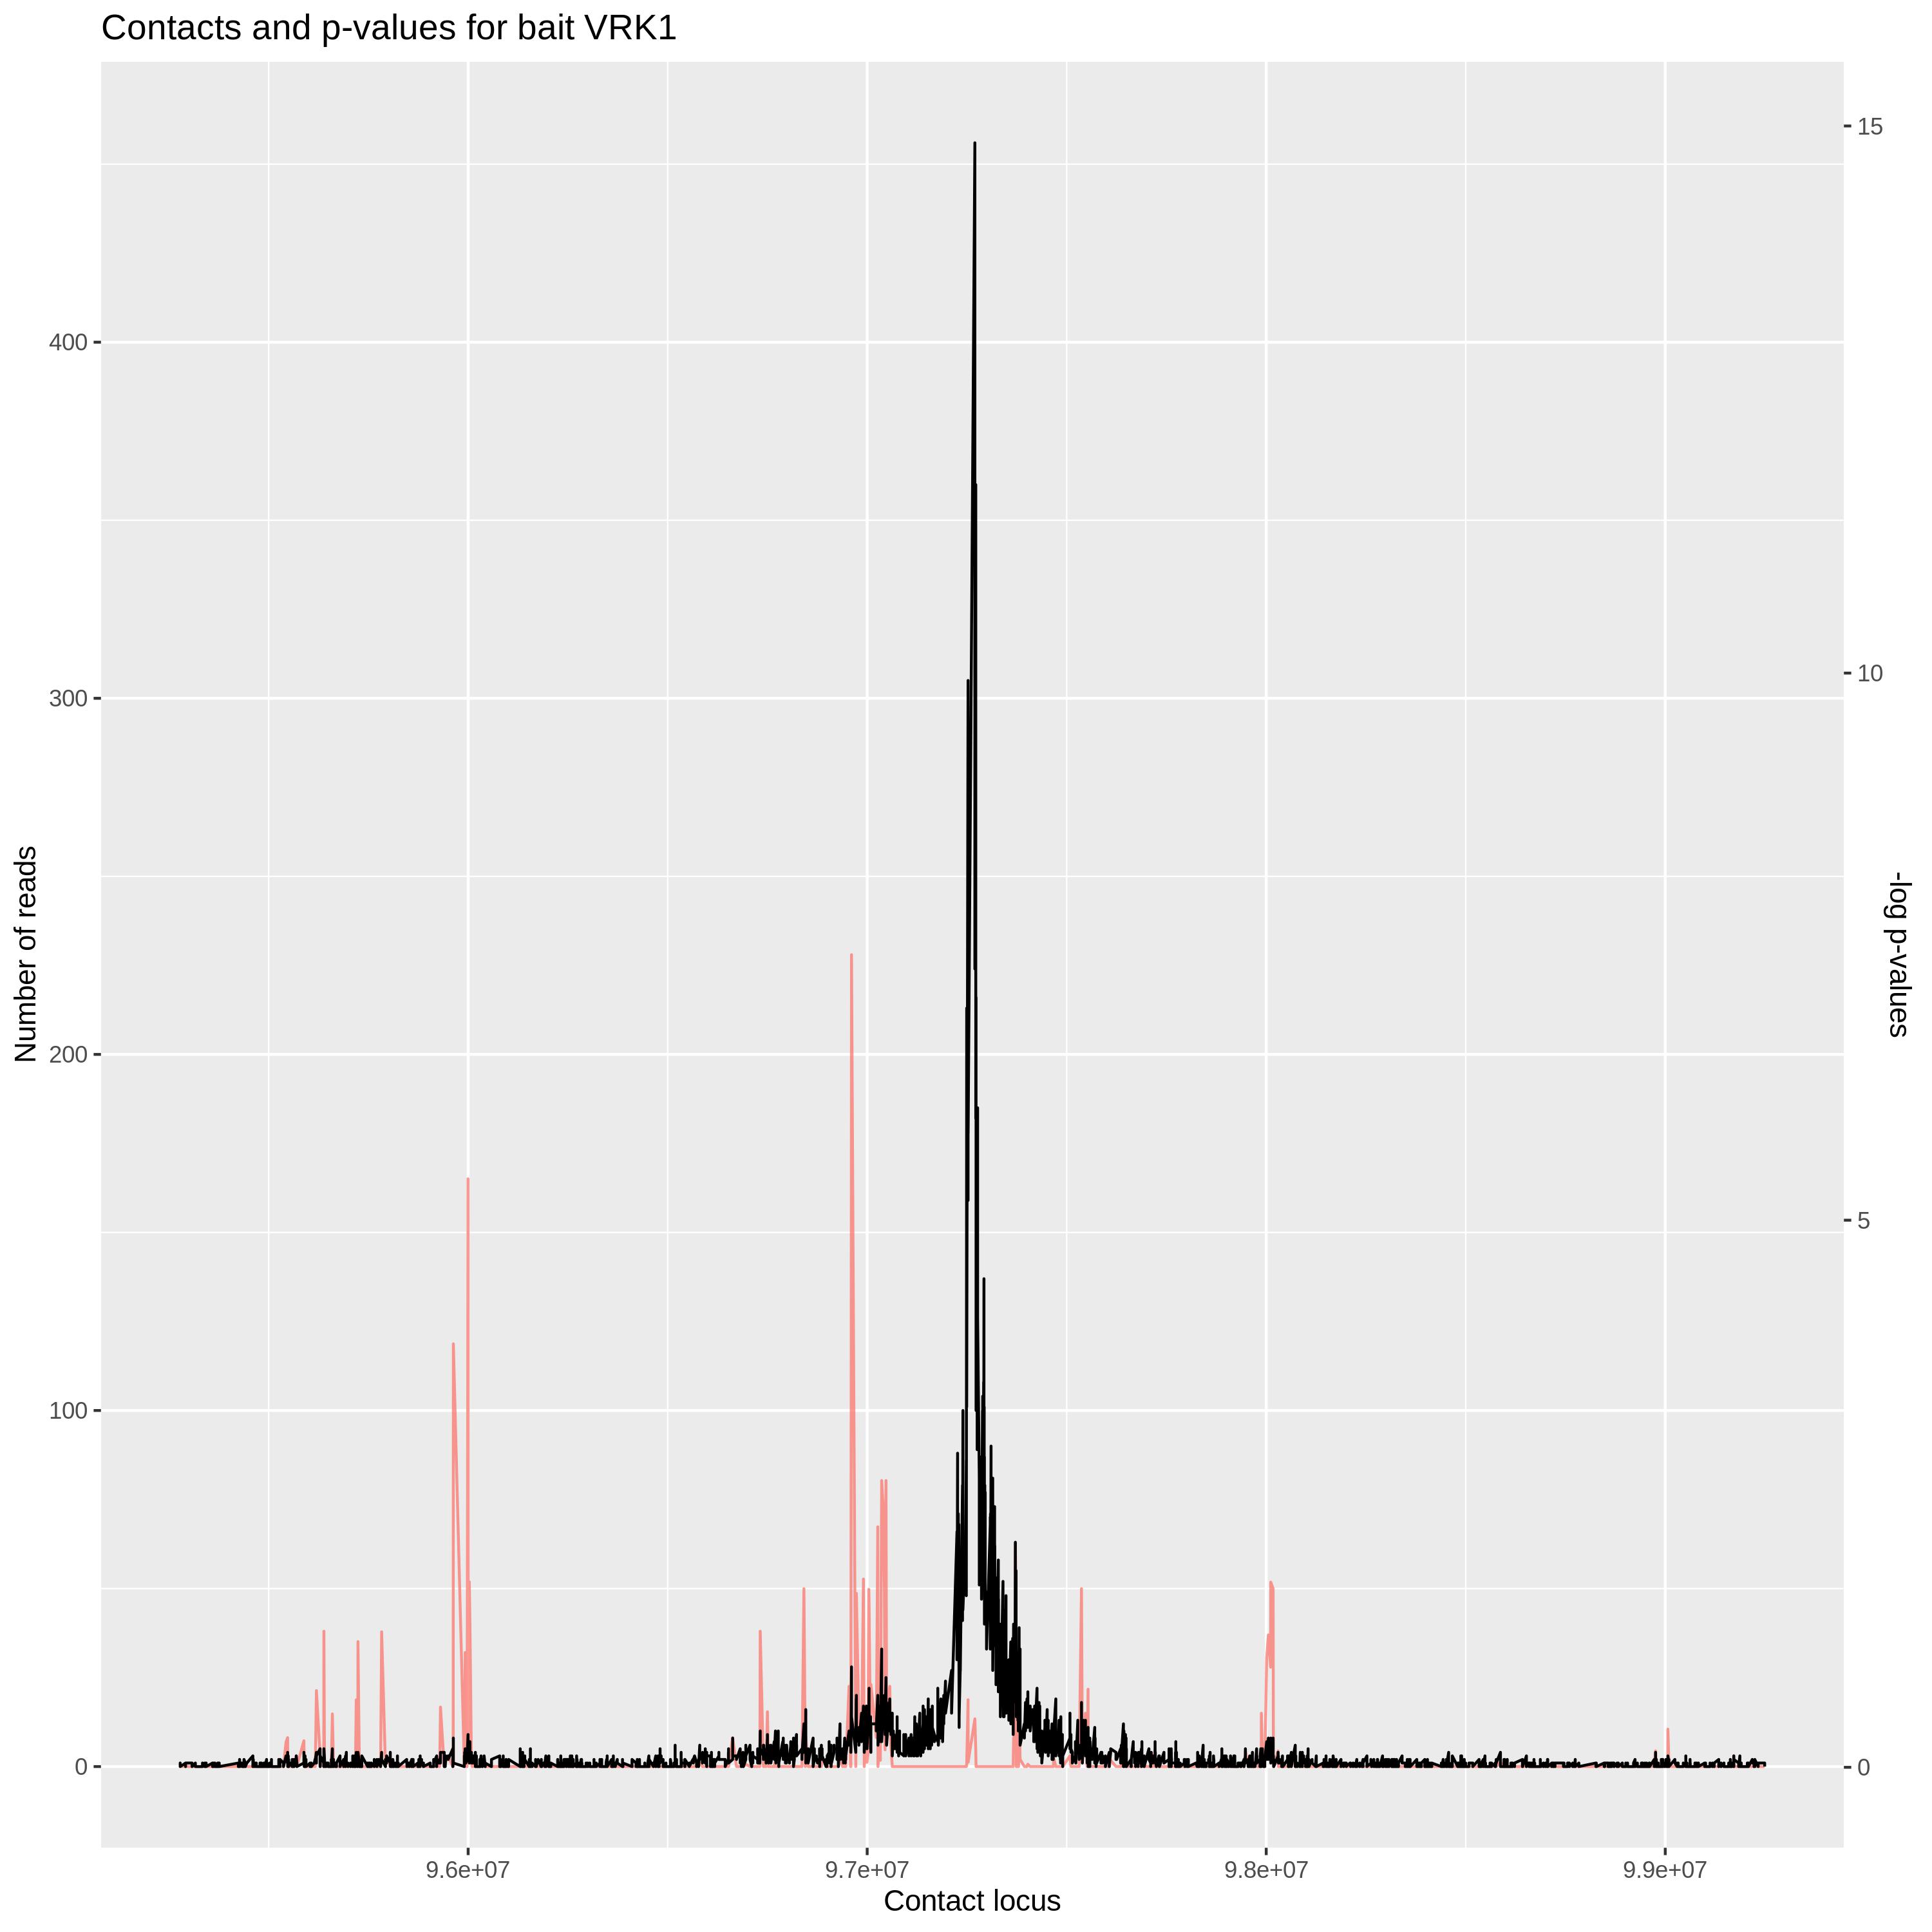 Contacts and p-values for bait VRK1
15
400
10
300
Number of reads
-log p-values
200
5
100
0
0
9.6e+07
9.7e+07
9.8e+07
9.9e+07
Contact locus